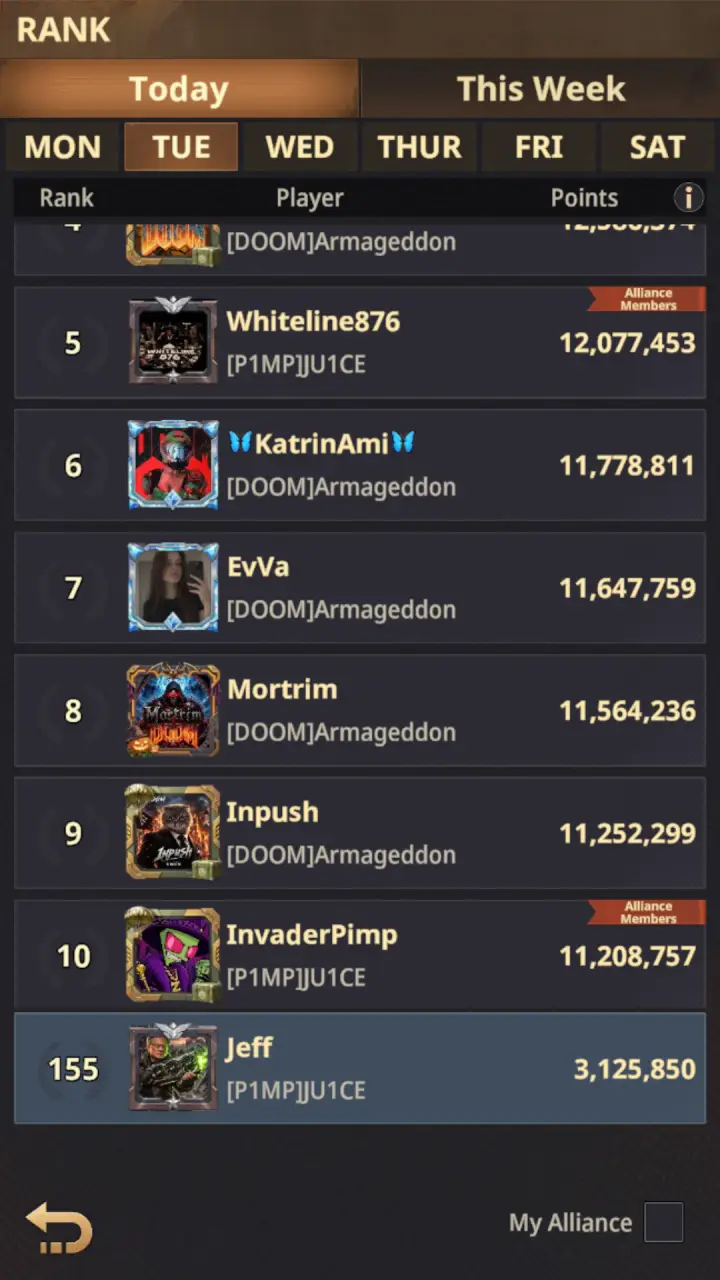 RANK
Today
This Week
MON TUE WED THUR FRI SAT
Rank Player Points i
[DOOM]Armageddon
Alliance
Members
5
Whiteline876
[P1MP]JU1CE
12,077,453
6
🦋KatrinAmi🦋
[DOOM]Armageddon
11,778,811
7
EvVa
[DOOM]Armageddon
11,647,759
8
Mortrim
[DOOM]Armageddon
11,564,236
9
Inpush
[DOOM]Armageddon
11,252,299
Alliance
Members
10
InvaderPimp
[P1MP]JU1CE
11,208,757
155
Jeff
[P1MP]JU1CE
3,125,850
My Alliance